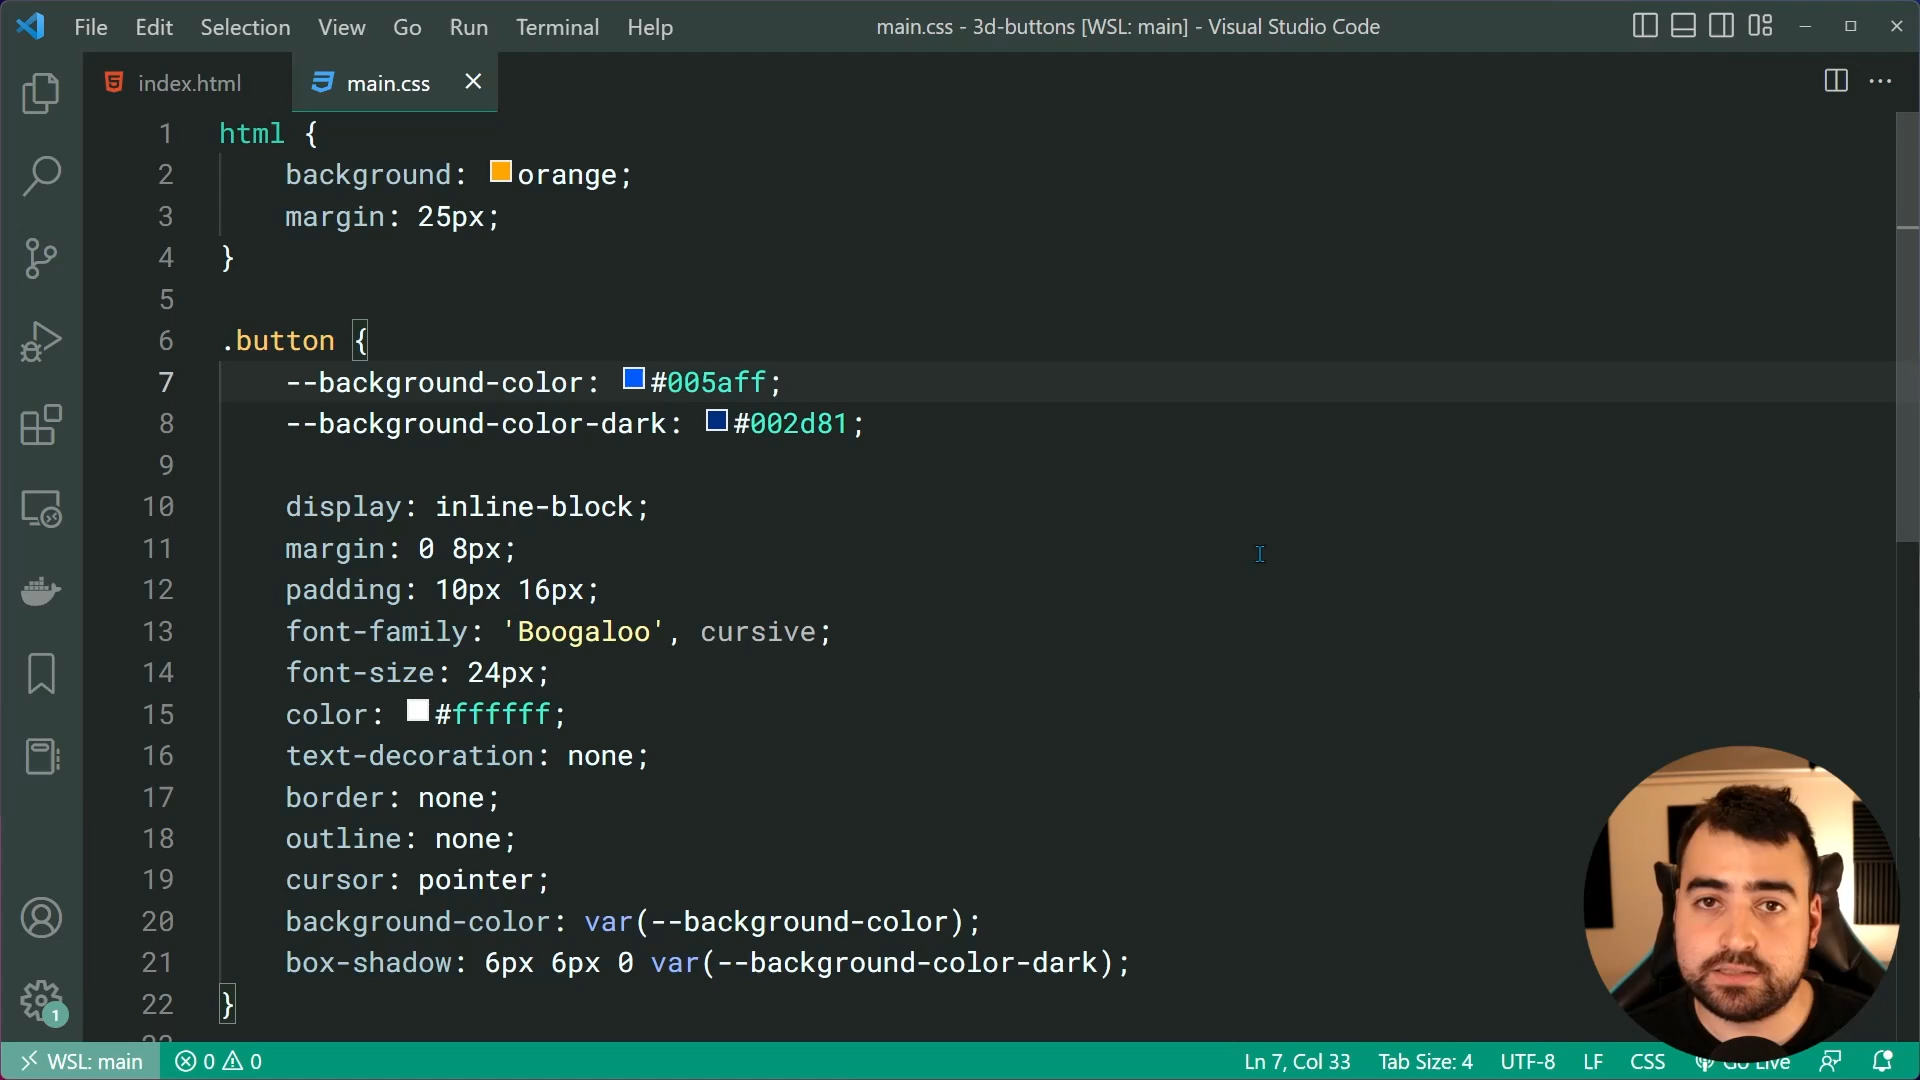 File Edit Selection View Go Run Terminal Help main.css - 3d-buttons [WSL: main] - Visual Studio Code
index.html main.css
1 html {
2 background: orange;
3 margin: 25px;
4 }
5
6 .button {
7 --background-color: #005aff;
8 --background-color-dark: #002d81;
9
10 display: inline-block;
11 margin: 0 8px;
12 padding: 10px 16px;
13 font-family: 'Boogaloo', cursive;
14 font-size: 24px;
15 color: #ffffff;
16 text-decoration: none;
17 border: none;
18 outline: none;
19 cursor: pointer;
20 background-color: var(--background-color);
21 box-shadow: 6px 6px 0 var(--background-color-dark);
22 }
1
WSL: main 0 0 Ln 7, Col 33 Tab Size: 4 UTF-8 LF CSS Go Live